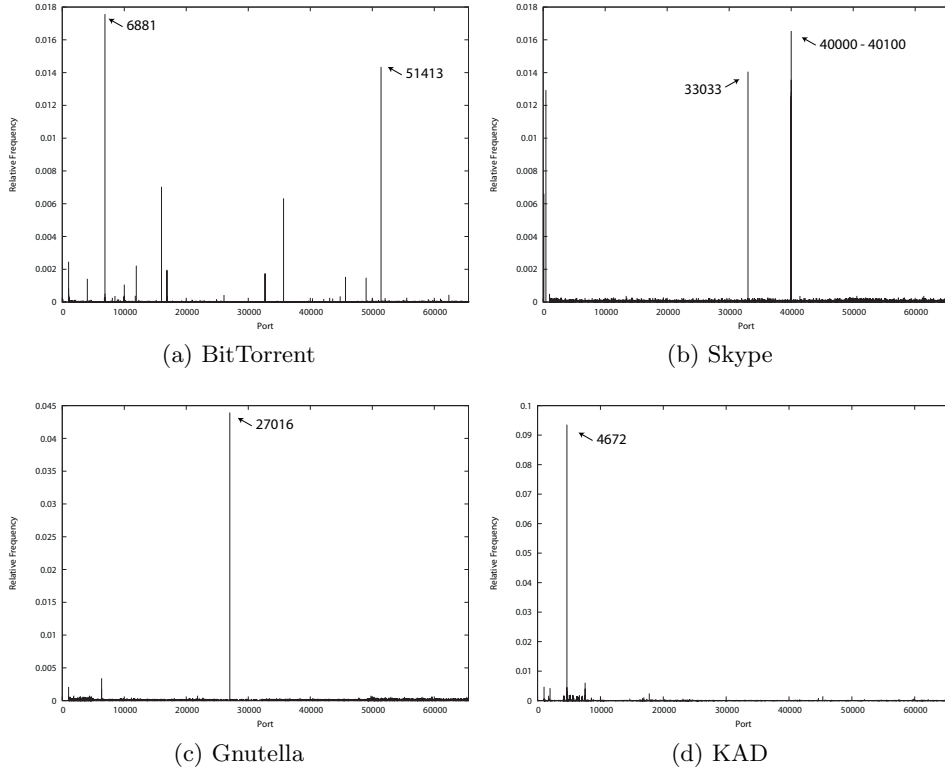 0.018
0.016
0.014
0.012
0.01
0.008
0.006
0.004
0.002
0
Relative Frequency
6881
51413
0 10000 20000 30000 40000 50000 60000
Port
(a) BitTorrent
0.018
0.016
0.014
0.012
0.01
0.008
0.006
0.004
0.002
0
Relative Frequency
40000 - 40100
33033
0 10000 20000 30000 40000 50000 60000
Port
(b) Skype
0.045
0.04
0.035
0.03
0.025
0.02
0.015
0.01
0.005
0
Relative Frequency
27016
0 10000 20000 30000 40000 50000 60000
Port
(c) Gnutella
0.1
0.09
0.08
0.07
0.06
0.05
0.04
0.03
0.02
0.01
0
Relative Frequency
4672
0 10000 20000 30000 40000 50000 60000
Port
(d) KAD